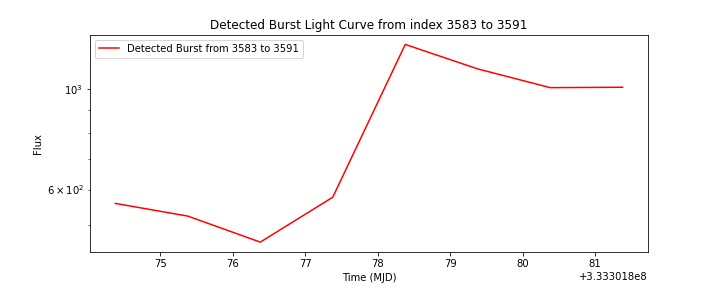 Detected Burst Light Curve from index 3583 to 3591
Detected Burst from 3583 to 3591
10³
6 × 10²
Flux
75 76 77 78 79 80 81
Time (MJD)
+3.333018e8